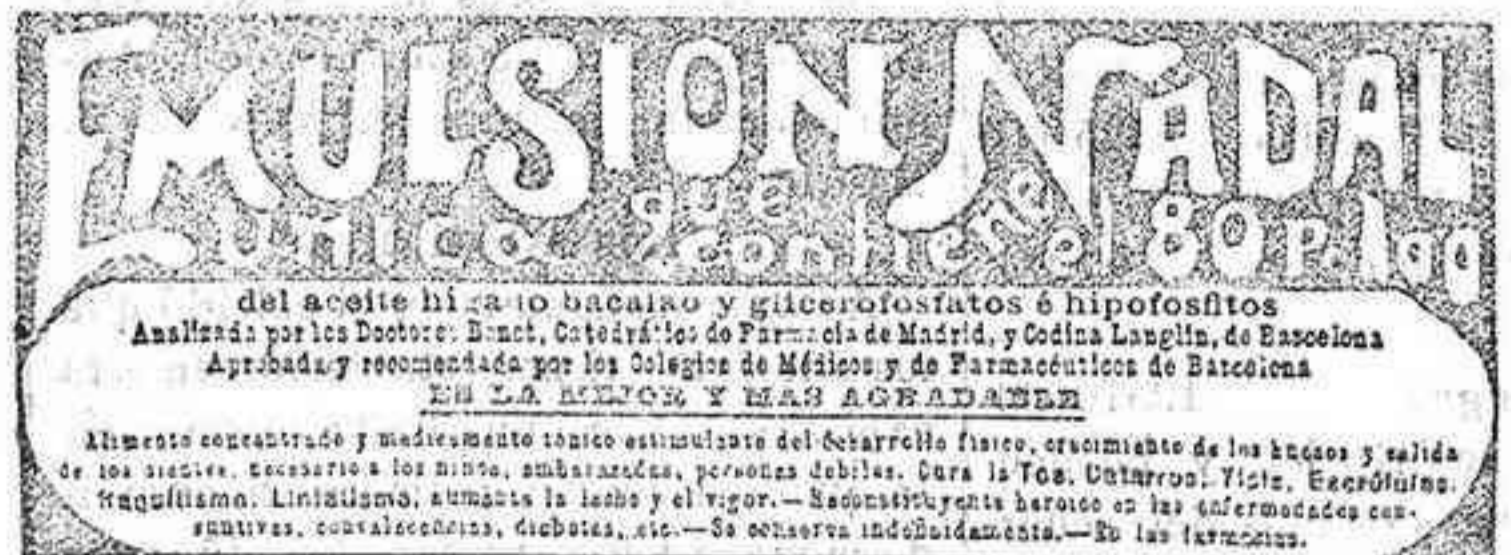 EMULSION NADAL
única que contiene el 80 p. 100
del aceite hígado bacalao y glicerofosfatos é hipofosfitos
Analizada por los Doctores Bonet, Catedrático de Farmacia de Madrid, y Codina Langlin, de Barcelona
Aprobada y recomendada por los Colegios de Médicos y de Farmacéuticos de Barcelona
ES LA MEJOR Y MAS AGRADABLE
Alimento concentrado y medicamento tónico estimulante del desarrollo físico, crecimiento de los huesos y salida
de los dientes, necesario a los niños, embarazadas, personas débiles. Cura la Tos, Catarros, Tisis, Escrófulas,
Raquitismo, Linfatismo, aumenta la leche y el vigor.—Reconstituyente heroico en las enfermedades con-
suntivas, convalecencias, diabetes, etc.—Se conserva indefinidamente.—En las farmacias.